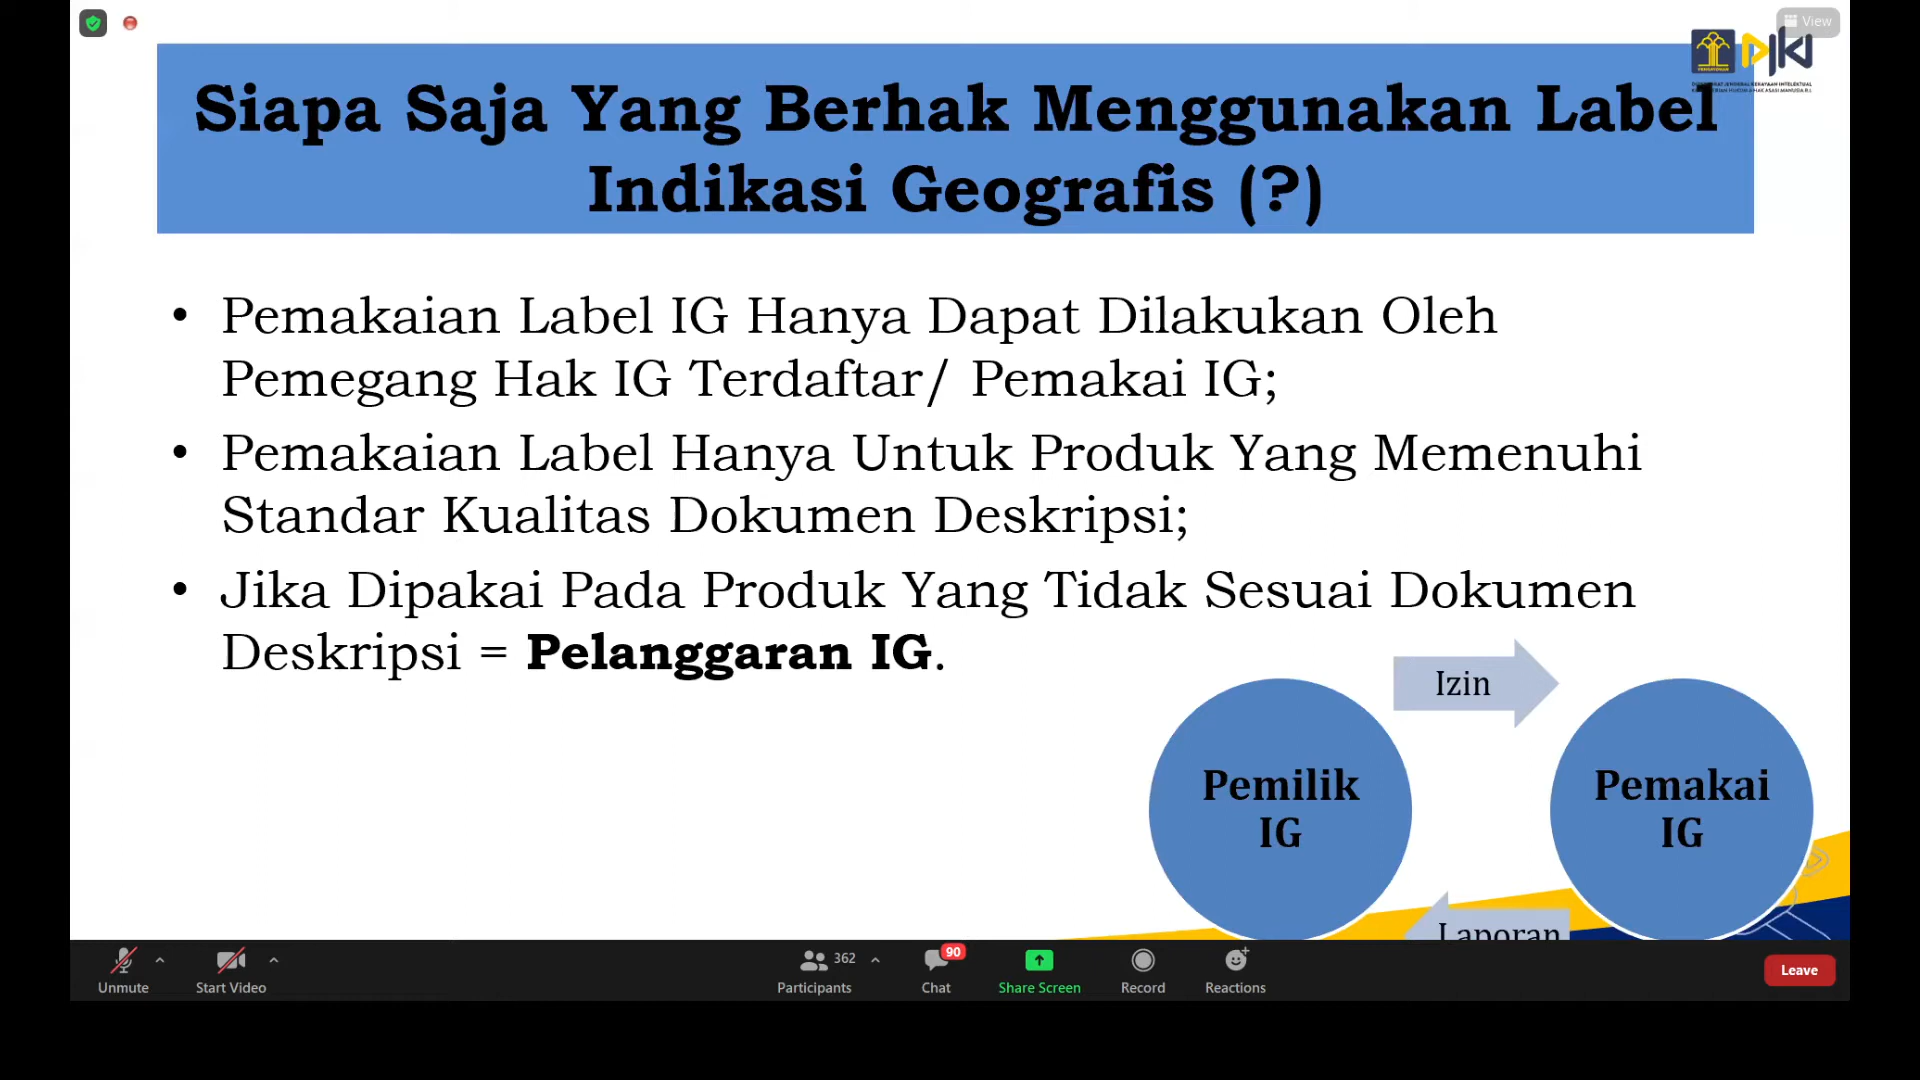 View
Siapa Saja Yang Berhak Menggunakan Label
Indikasi Geografis (?)
• Pemakaian Label IG Hanya Dapat Dilakukan Oleh
Pemegang Hak IG Terdaftar/ Pemakai IG;
• Pemakaian Label Hanya Untuk Produk Yang Memenuhi
Standar Kualitas Dokumen Deskripsi;
• Jika Dipakai Pada Produk Yang Tidak Sesuai Dokumen
Deskripsi = Pelanggaran IG.
Izin
Pemilik
IG
Pemakai
IG
Laporan
362
90
Unmute
Start Video
Participants
Chat
Share Screen
Record
Reactions
Leave